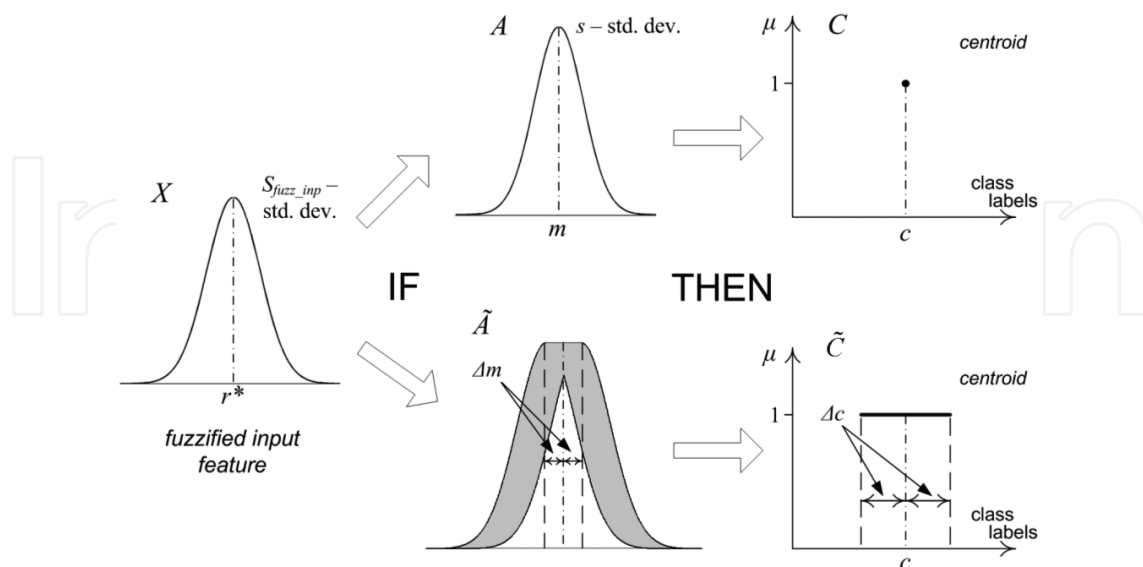 A
s – std. dev.
μ
C
centroid
1
class
labels
m
c
X
S_fuzz_inp –
std. dev.
r*
fuzzified input
feature
IF
THEN
Ã
Δm
μ
C̃
centroid
1
Δc
class
labels
c